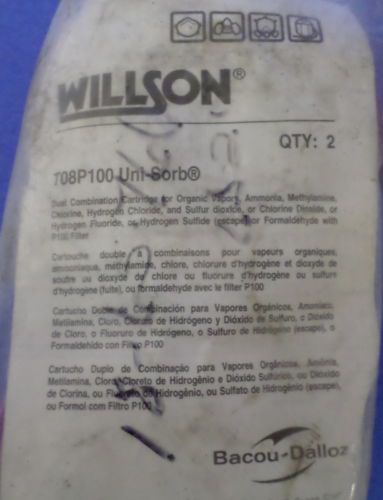 WILLSON®
QTY: 2
708P100 Uni-Sorb®
Dual Combination Cartridge for Organic Vapors, Ammonia, Methylamine,
Chlorine, Hydrogen Chloride, and Sulfur dioxide, or Chlorine Dioxide, or
Hydrogen Fluoride, or Hydrogen Sulfide (escape) or Formaldehyde with
P100 Filter
Cartouche double à combinaisons pour vapeurs organiques,
ammoniaque, méthylamine, chlore, chlorure d'hydrogène et dioxyde de
soufre ou dioxyde de chlore ou fluorure d'hydrogène ou sulfure
d'hydrogène (fuite), ou formaldehyde avec le filter P100
Cartucho Doble de Combinación para Vapores Orgánicos, Amoniaco,
Metilamina, Cloro, Cloruro de Hidrógeno y Dióxido de Sulfuro, o Dióxido
de Cloro, o Fluoruro de Hidrógeno, o Sulfuro de Hidrógeno (escape), o
Formaldehido con Filtro P100
Cartucho Duplo de Combinação para Vapores Orgânicos, Amônia,
Metilamina, Cloro, Cloreto de Hidrogênio e Dióxido Sulfúrico, ou Dióxido
de Clorina, ou Fluoreto de Hidrogênio, ou Sulfato de Hidrogênio (escape),
ou Formol com Filtro P100
Bacou-Dalloz